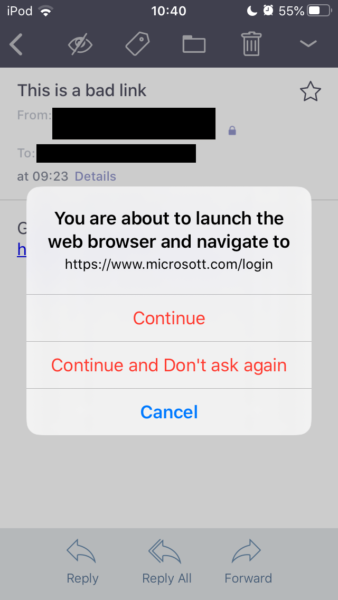 iPod 10:40 55%
This is a bad link
From:
To:
at 09:23 Details
G
h
You are about to launch the
web browser and navigate to
https://www.microsott.com/login
Continue
Continue and Don't ask again
Cancel
Reply Reply All Forward